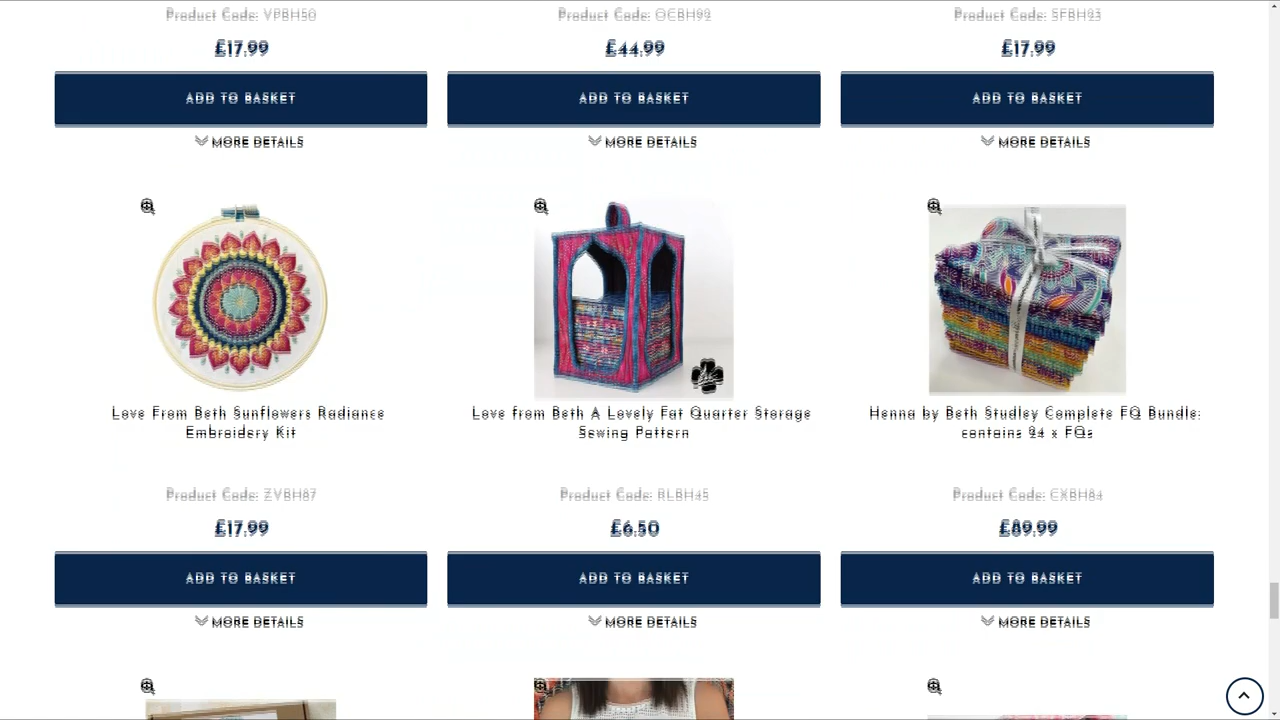 Product Code: VPBH50
Product Code: OCBH92
Product Code: SFBH23
£17.99
£44.99
£17.99
ADD TO BASKET
ADD TO BASKET
ADD TO BASKET
MORE DETAILS
MORE DETAILS
MORE DETAILS
Love From Beth Sunflowers Radiance
Embroidery Kit
Love from Beth A Lovely Fat Quarter Storage
Sewing Pattern
Henna by Beth Studley Complete FQ Bundle:
contains 24 x FQs
Product Code: ZVBH87
Product Code: BLBH45
Product Code: CXBH84
£17.99
£6.50
£89.99
ADD TO BASKET
ADD TO BASKET
ADD TO BASKET
MORE DETAILS
MORE DETAILS
MORE DETAILS